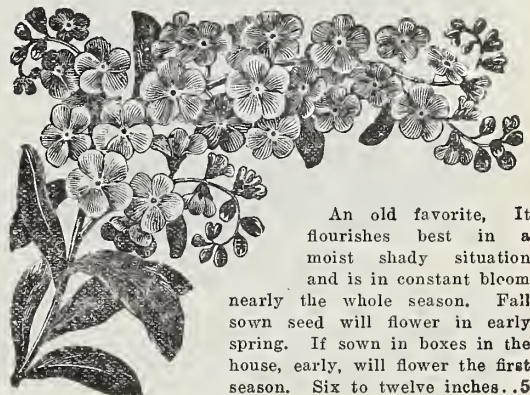 An old favorite, It
flourishes best in a
moist shady situation
and is in constant bloom
nearly the whole season. Fall
sown seed will flower in early
spring. If sown in boxes in the
house, early, will flower the first
season. Six to twelve inches..5